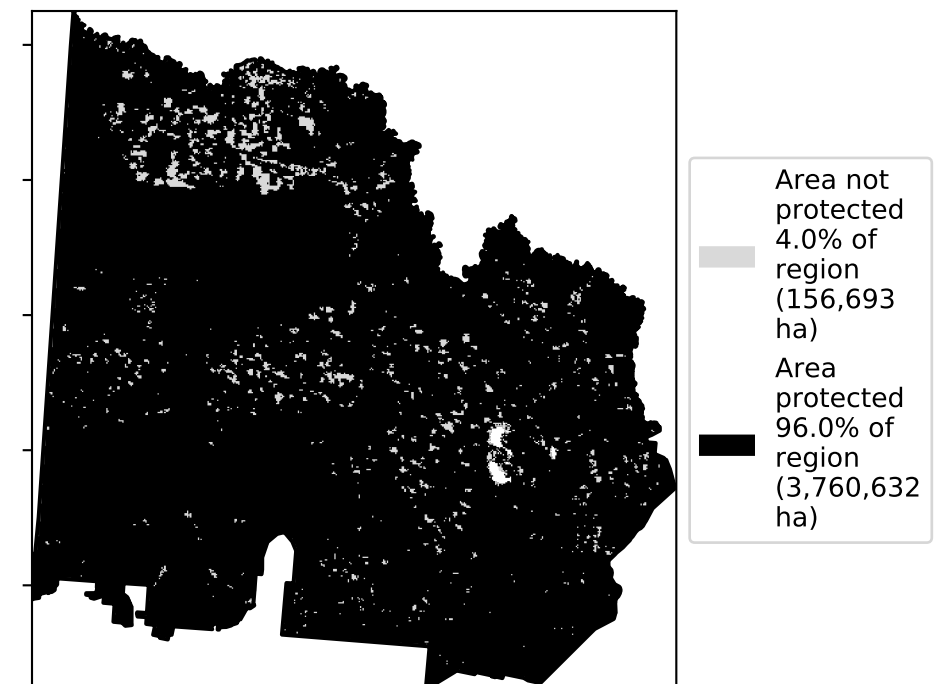 Area not
protected
4.0% of
region
(156,693
ha)
Area
protected
96.0% of
region
(3,760,632
ha)